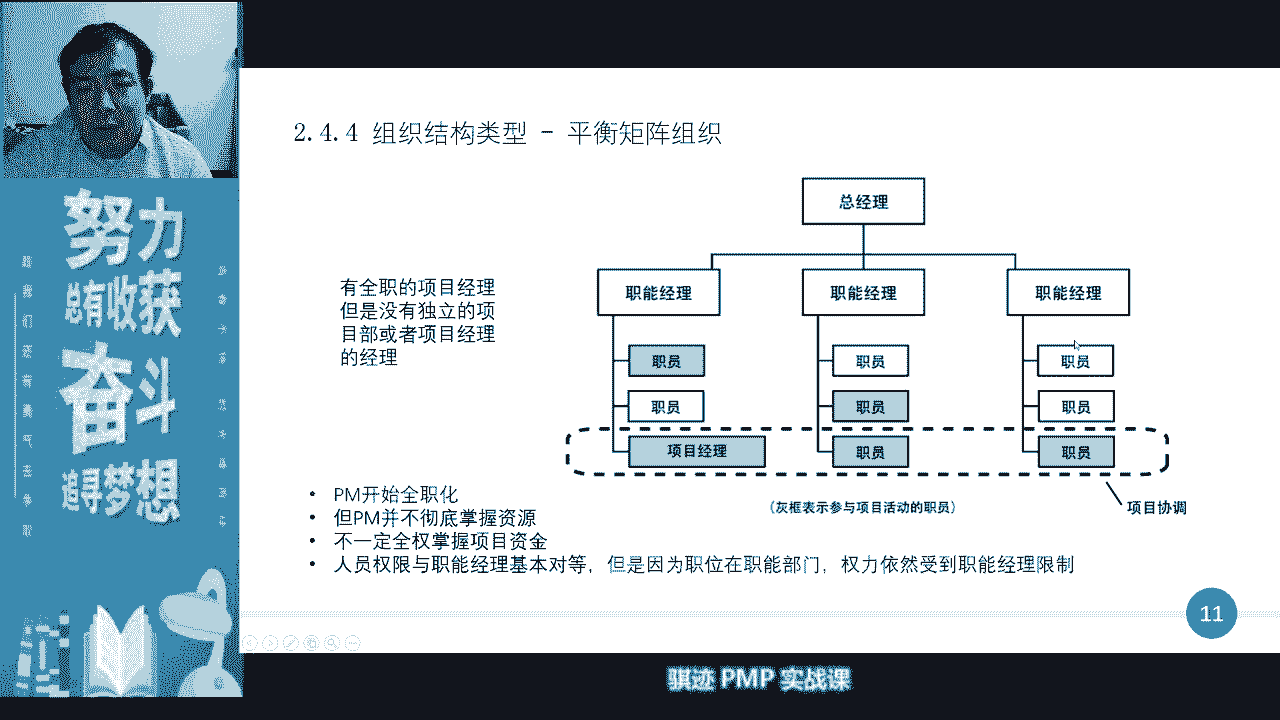 2.4.4 组织结构类型 - 平衡矩阵组织
努力
总有收获
奋斗
追寻梦想
有全职的项目经理
但是没有独立的项
目部或者项目经理
的经理
总经理
职能经理 职能经理 职能经理
职员 职员 职员
职员 职员 职员
项目经理 职员 职员
(灰框表示参与项目活动的职员)
项目协调
• PM开始全职化
• 但PM并不彻底掌握资源
• 不一定全权掌握项目资金
• 人员权限与职能经理基本对等，但是因为职位在职能部门，权力依然受到职能经理限制
11
骐迹 PMP 实战课